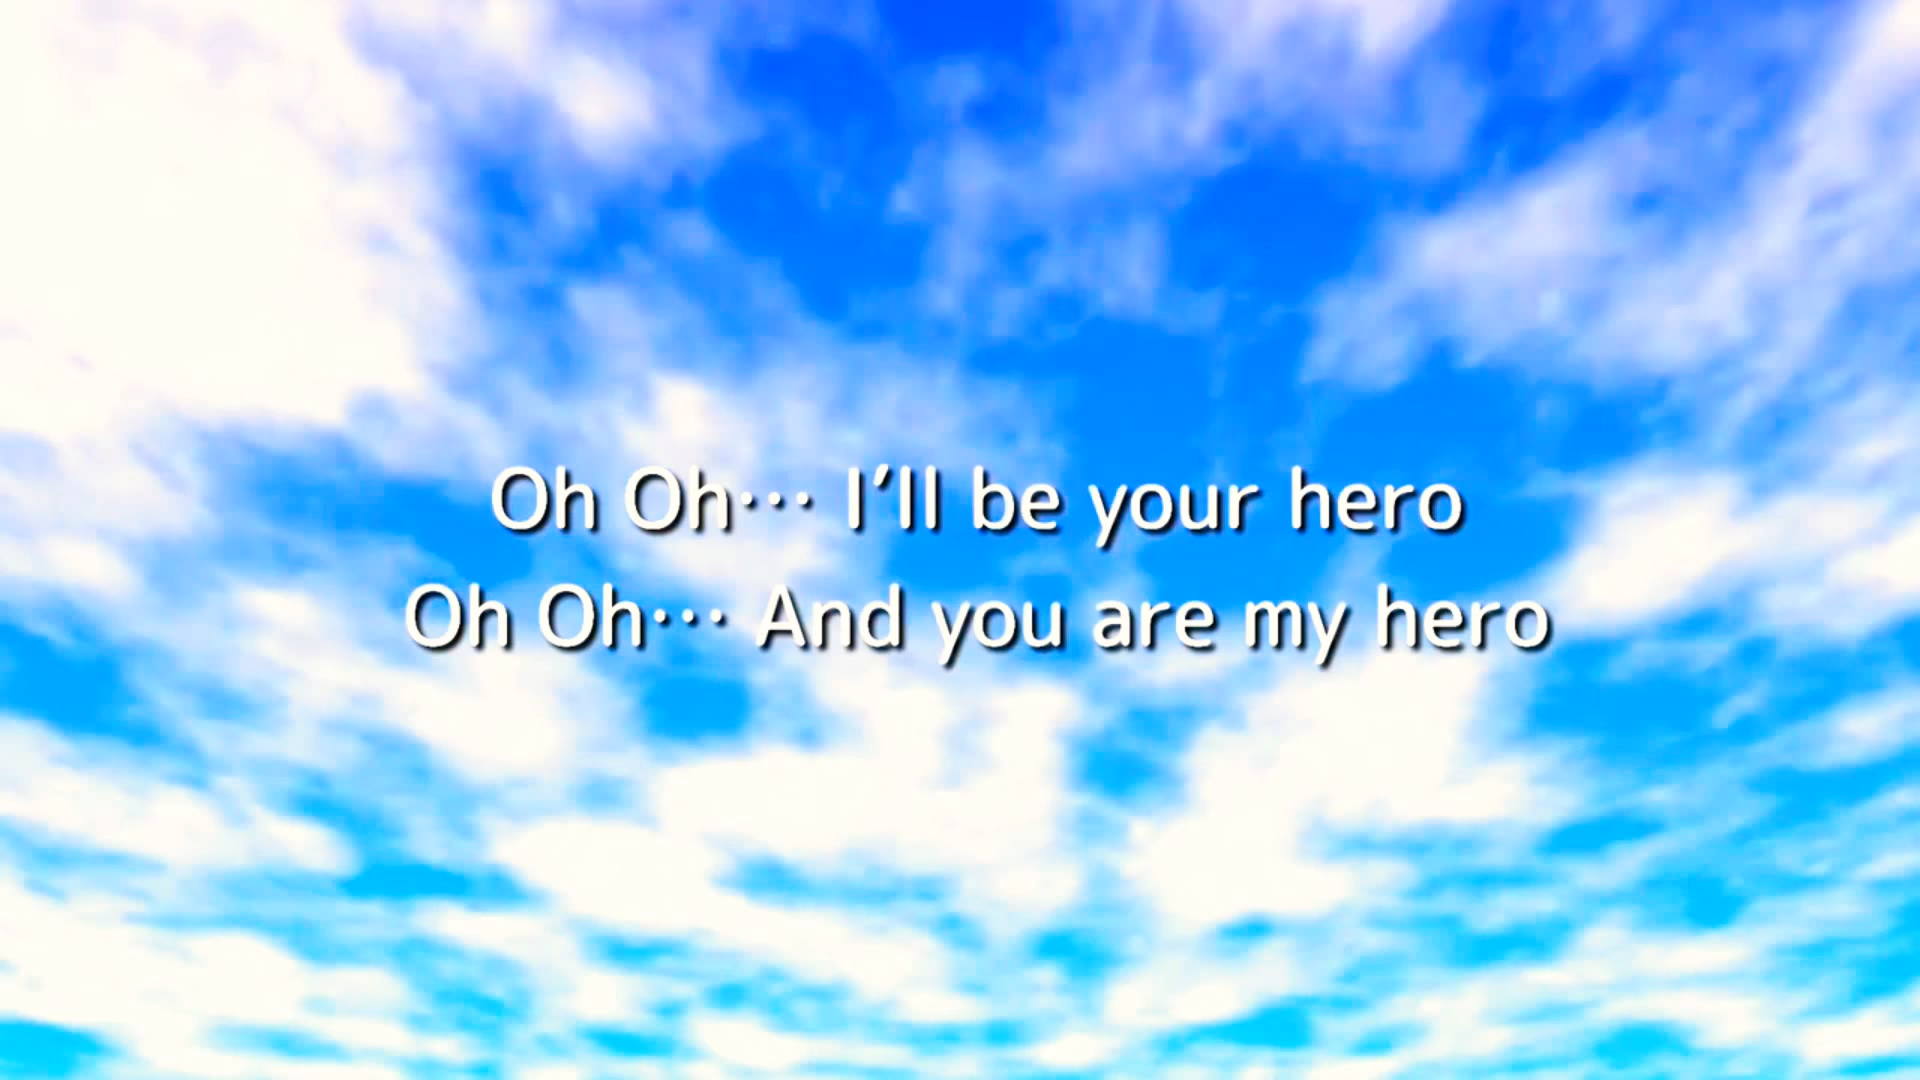 Oh Oh… I’ll be your hero
Oh Oh… And you are my hero